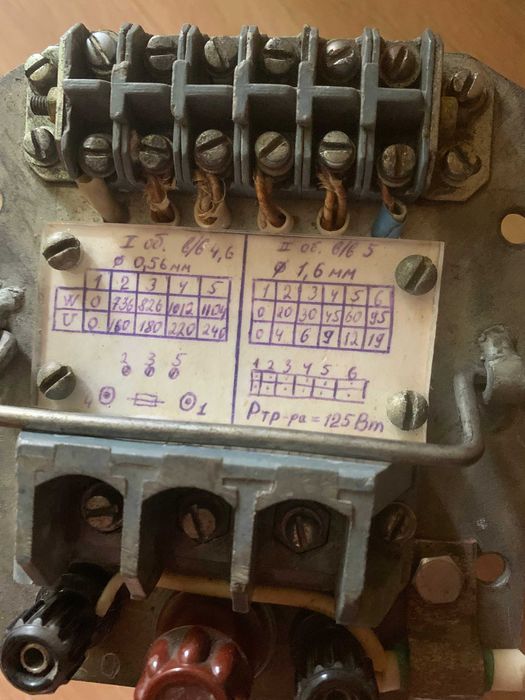 I об. в/в 4,6
Ø 0,56 мм
1 2 3 4 5
W 0 736 826 1012 1104
U 0 160 180 220 240
2 3 5
4 1
II об. в/в 5
Ø 1,6 мм
1 2 3 4 5 6
0 20 30 45 60 95
0 4 6 9 12 19
1 2 3 4 5 6
Pтр-ра = 125 Вт